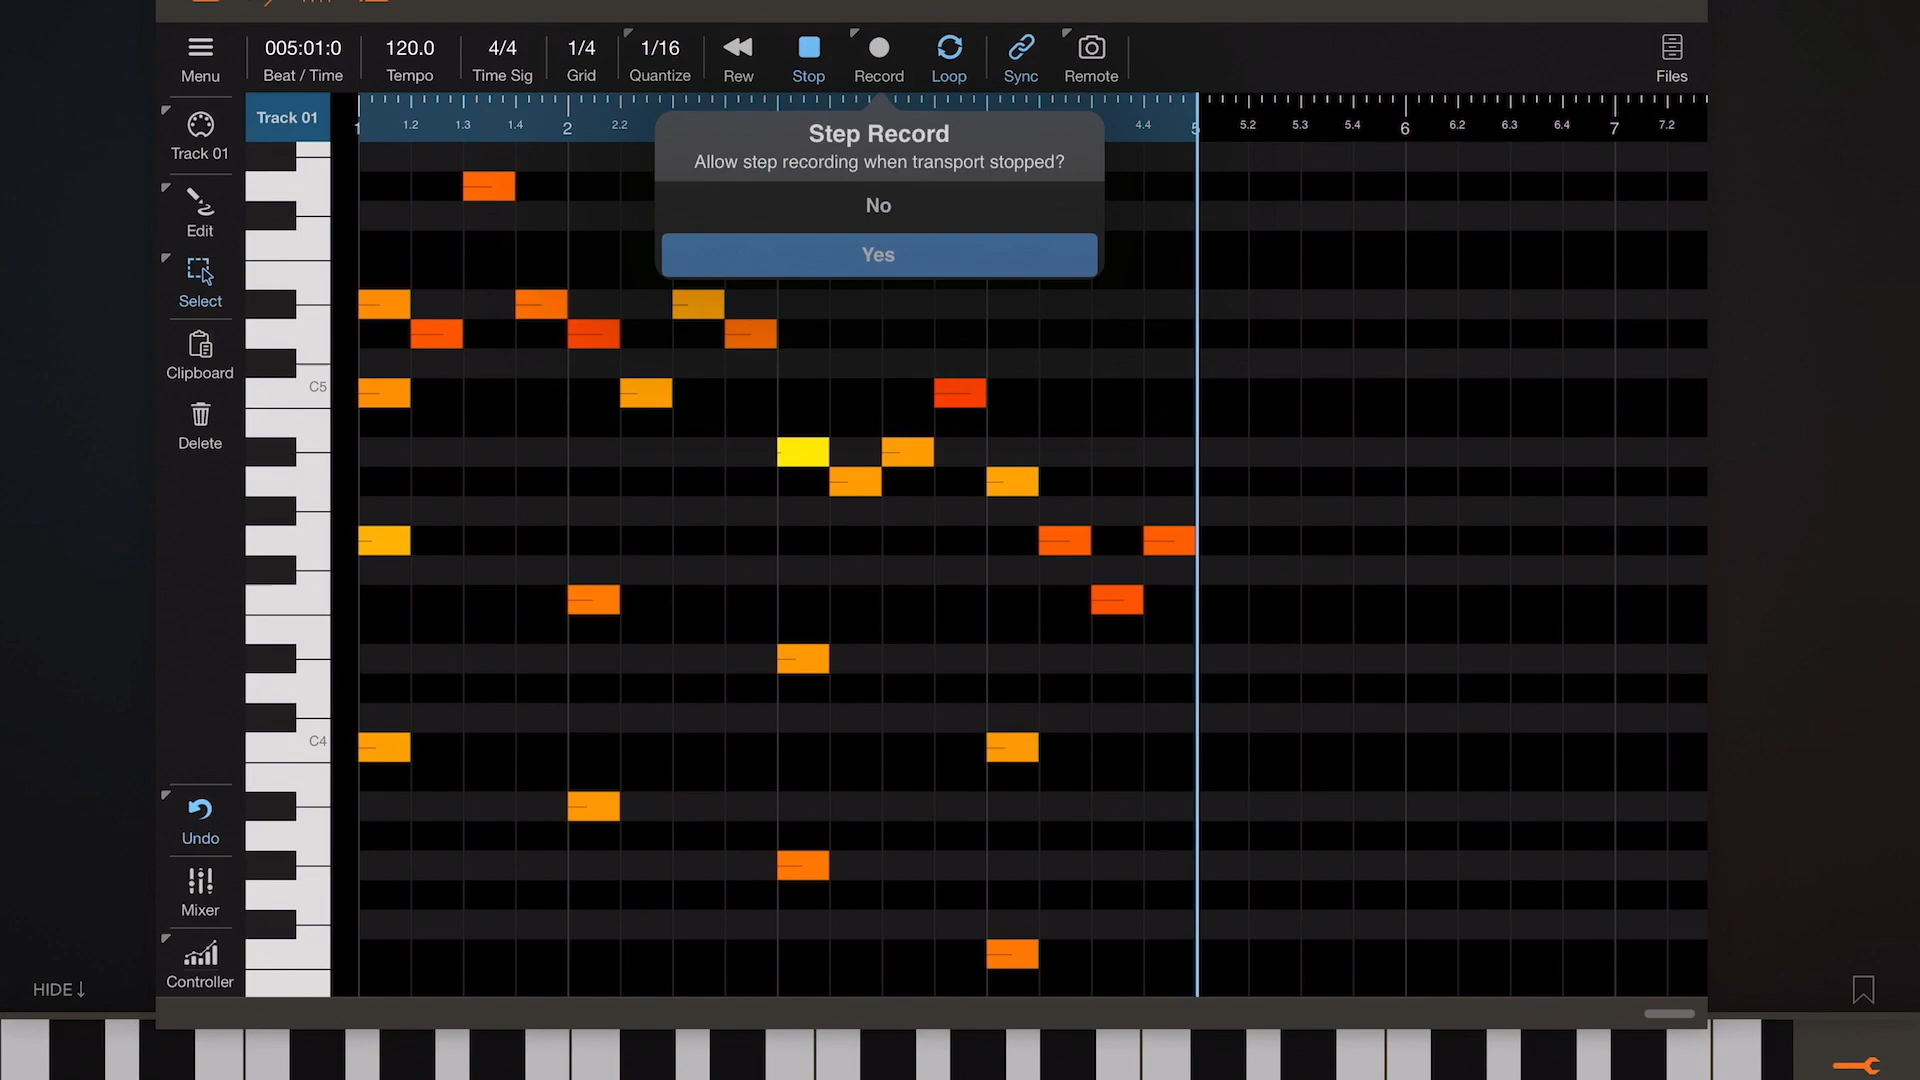 005:01:0
120.0
4/4
1/4
1/16
Menu
Beat / Time
Tempo
Time Sig
Grid
Quantize
Rew
Stop
Record
Loop
Sync
Remote
Files
Track 01
1.2
1.3
1.4
2
2.2
4.4
5
5.2
5.3
5.4
6
6.2
6.3
6.4
7
7.2
Step Record
Allow step recording when transport stopped?
No
Yes
Track 01
Edit
Select
Clipboard
Delete
C5
C4
Undo
Mixer
Controller
HIDE↓